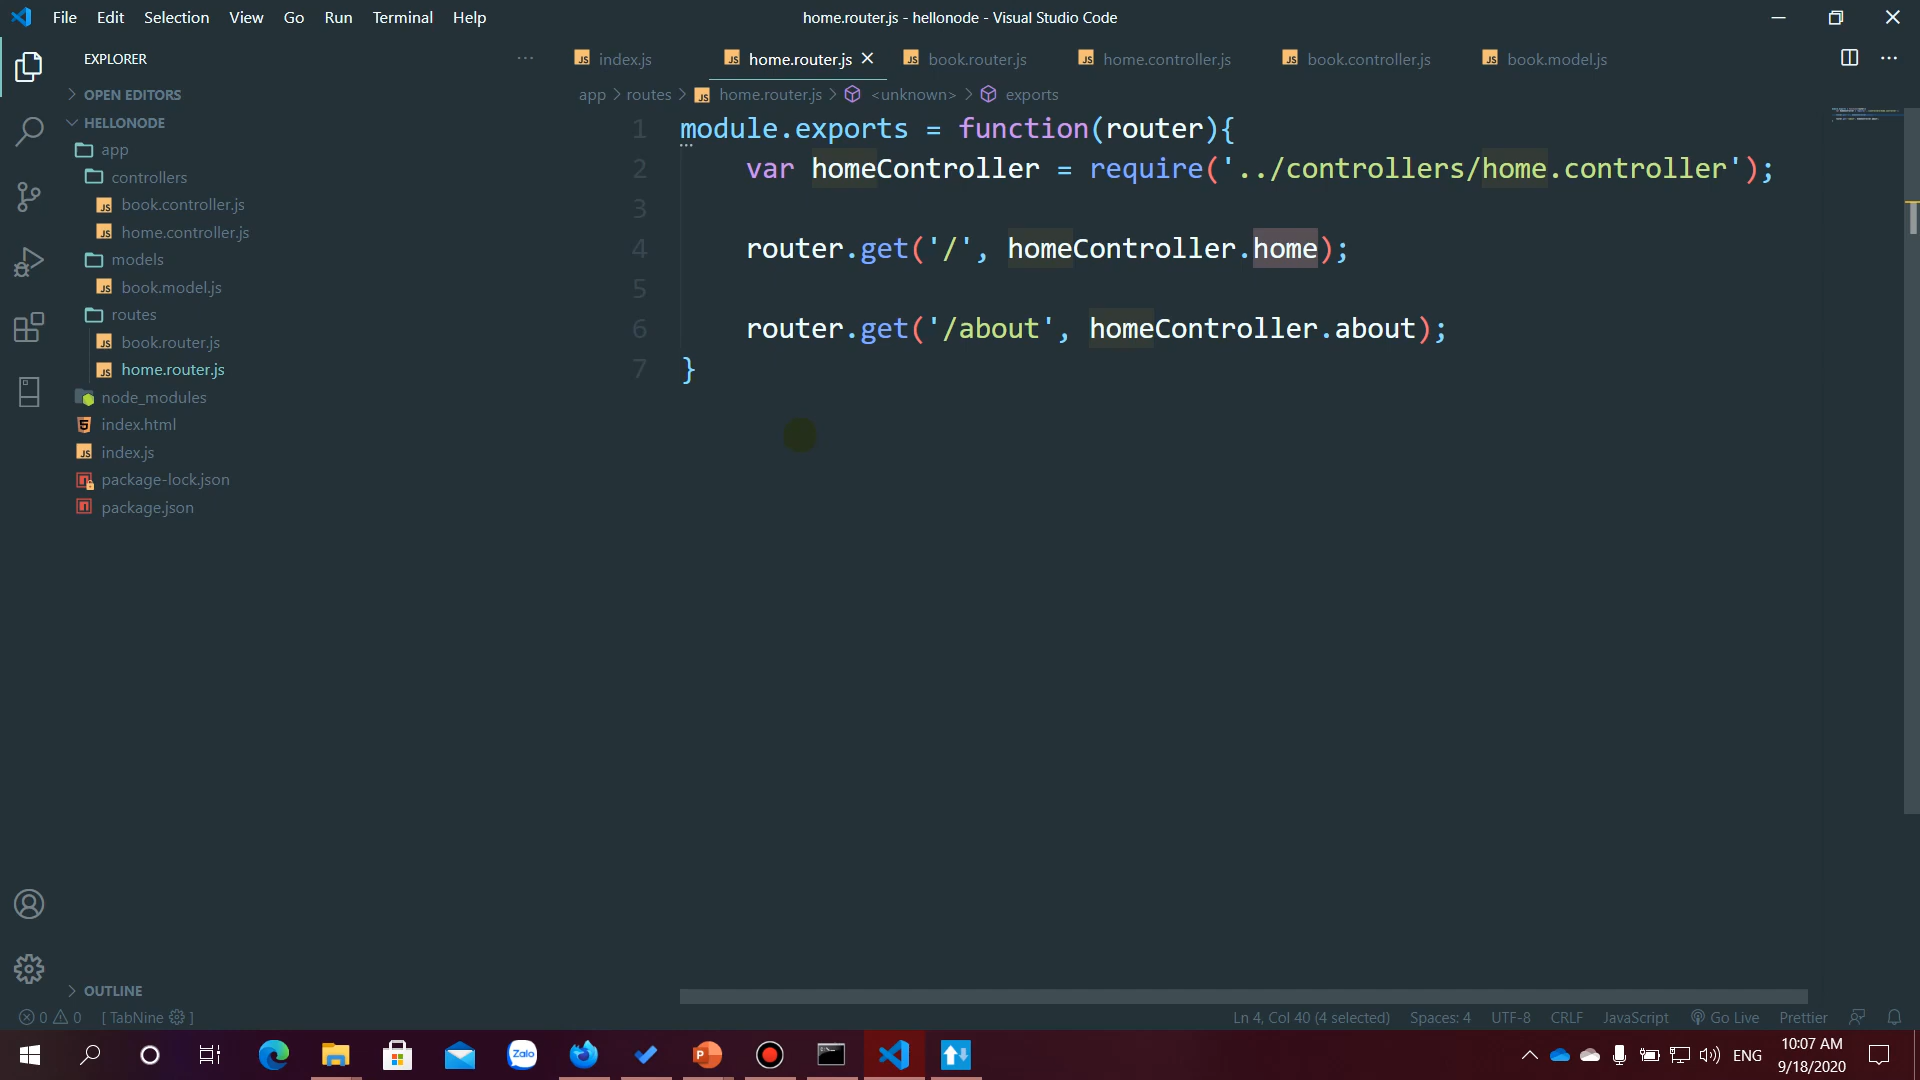 File Edit Selection View Go Run Terminal Help
home.router.js - hellonode - Visual Studio Code
EXPLORER
OPEN EDITORS
HELLONODE
app
controllers
book.controller.js
home.controller.js
models
book.model.js
routes
book.router.js
home.router.js
node_modules
index.html
index.js
package-lock.json
package.json
OUTLINE
index.js home.router.js book.router.js home.controller.js book.controller.js book.model.js
app > routes > home.router.js > <unknown> > exports
1 module.exports = function(router){
2     var homeController = require('../controllers/home.controller');
3
4     router.get('/', homeController.home);
5
6     router.get('/about', homeController.about);
7 }
0 0 [ TabNine ]
Ln 4, Col 40 (4 selected) Spaces: 4 UTF-8 CRLF JavaScript Go Live Prettier
Zalo
ENG
10:07 AM
9/18/2020